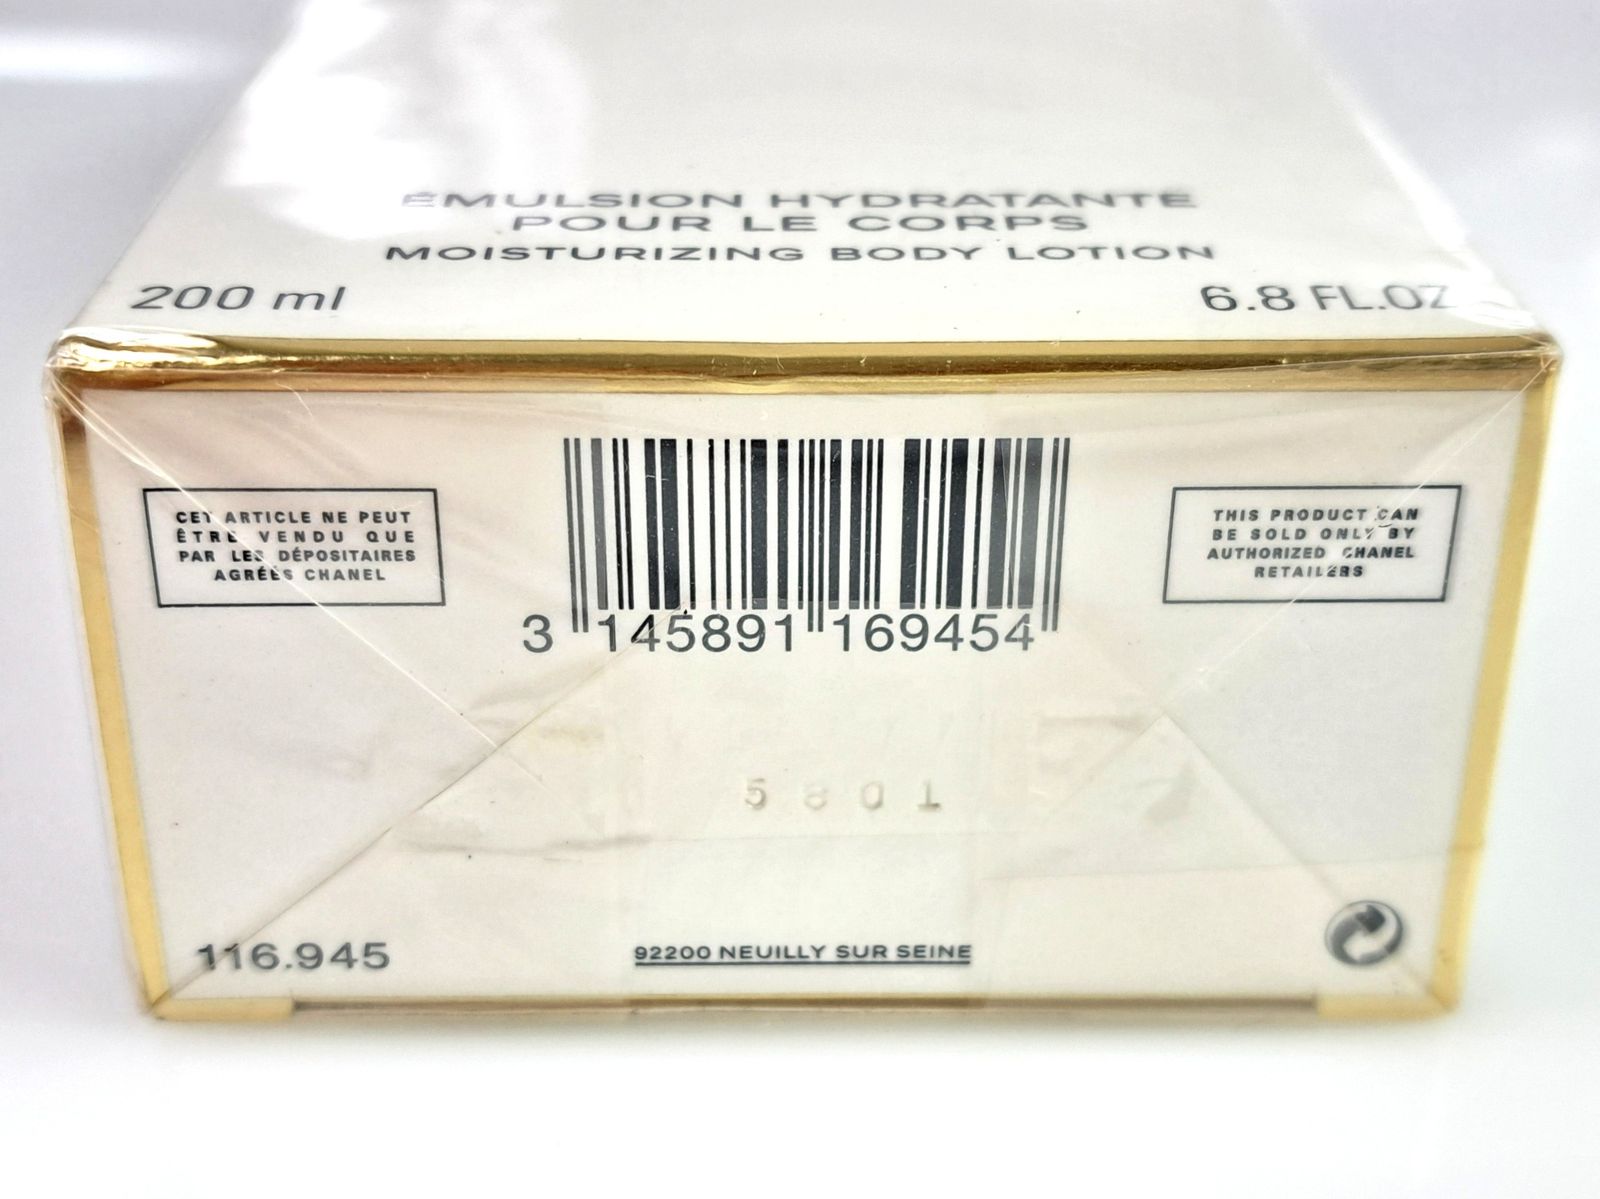 ÉMULSION HYDRATANTE
POUR LE CORPS
MOISTURIZING BODY LOTION
200 ml
6.8 FL.OZ
CET ARTICLE NE PEUT
ÊTRE VENDU QUE
PAR LES DÉPOSITAIRES
AGRÉÉS CHANEL
THIS PRODUCT CAN
BE SOLD ONLY BY
AUTHORIZED CHANEL
RETAILERS
3 145891 169454
5801
116.945
92200 NEUILLY SUR SEINE